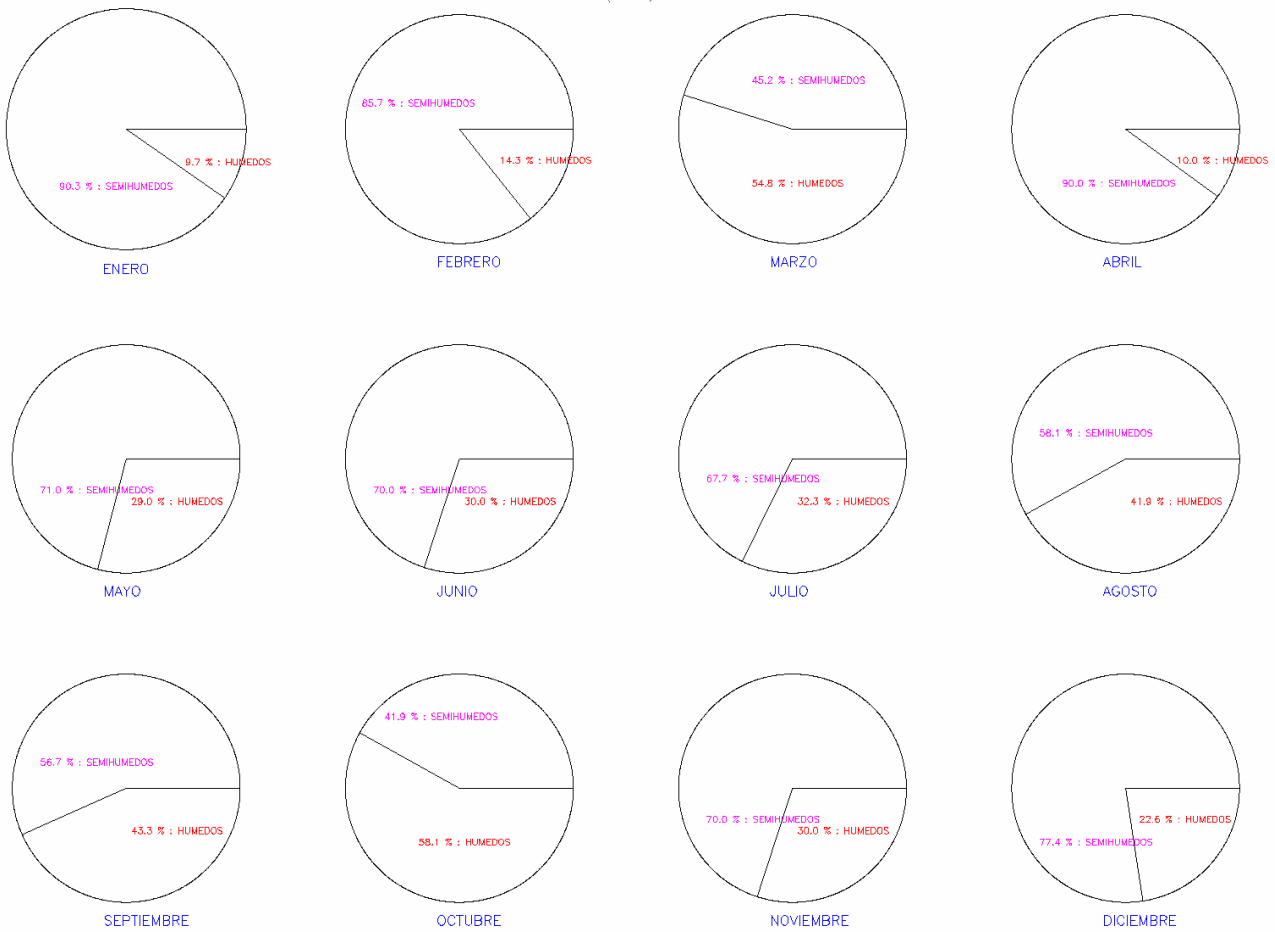 90.3 % : SEMIHUMEDOS
9.7 % : HUMEDOS
ENERO
85.7 % : SEMIHUMEDOS
14.3 % : HUMEDOS
FEBRERO
45.2 % : SEMIHUMEDOS
54.8 % : HUMEDOS
MARZO
90.0 % : SEMIHUMEDOS
10.0 % : HUMEDOS
ABRIL
71.0 % : SEMIHUMEDOS
29.0 % : HUMEDOS
MAYO
70.0 % : SEMIHUMEDOS
30.0 % : HUMEDOS
JUNIO
67.7 % : SEMIHUMEDOS
32.3 % : HUMEDOS
JULIO
58.1 % : SEMIHUMEDOS
41.9 % : HUMEDOS
AGOSTO
56.7 % : SEMIHUMEDOS
43.3 % : HUMEDOS
SEPTIEMBRE
41.9 % : SEMIHUMEDOS
58.1 % : HUMEDOS
OCTUBRE
70.0 % : SEMIHUMEDOS
30.0 % : HUMEDOS
NOVIEMBRE
77.4 % : SEMIHUMEDOS
22.6 % : HUMEDOS
DICIEMBRE